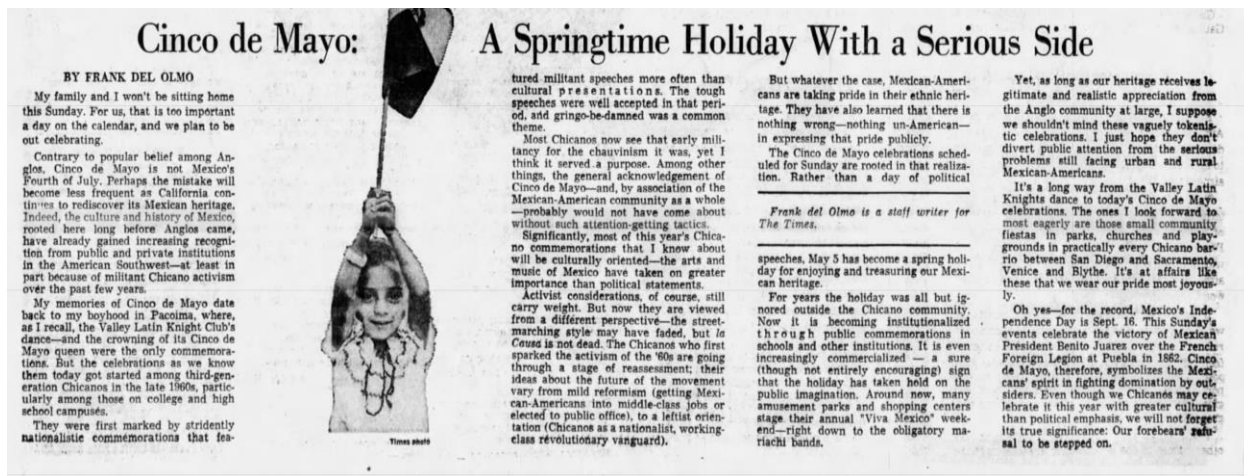 Cinco de Mayo: A Springtime Holiday With a Serious Side
BY FRANK DEL OLMO
My family and I won't be sitting home
this Sunday. For us, that is too important
a day on the calendar, and we plan to be
out celebrating.
Contrary to popular belief among An-
glos, Cinco de Mayo is not Mexico's
Fourth of July. Perhaps the mistake will
become less frequent as California con-
tinues to rediscover its Mexican heritage.
Indeed, the culture and history of Mexico,
rooted here long before Anglos came,
have already gained increasing recogni-
tion from public and private institutions
in the American Southwest—at least in
part because of militant Chicano activism
over the past few years.
My memories of Cinco de Mayo date
back to my boyhood in Pacoima, where,
as I recall, the Valley Latin Knight Club's
dance—and the crowning of its Cinco de
Mayo queen were the only commemora-
tions. But the celebrations as we know
them today got started among third-gen-
eration Chicanos in the late 1960s, partic-
ularly among those on college and high
school campuses.
They were first marked by stridently
nationalistic commemorations that fea-
Times photo
tured militant speeches more often than
cultural presentations. The tough
speeches were well accepted in that peri-
od, and gringo-be-damned was a common
theme.
Most Chicanos now see that early mili-
tancy for the chauvinism it was, yet I
think it served a purpose. Among other
things, the general acknowledgement of
Cinco de Mayo—and, by association of the
Mexican-American community as a whole
—probably would not have come about
without such attention-getting tactics.
Significantly, most of this year's Chica-
no commemorations that I know about
will be culturally oriented—the arts and
music of Mexico have taken on greater
importance than political statements.
Activist considerations, of course, still
carry weight. But now they are viewed
from a different perspective—the street-
marching style may have faded, but la
Causa is not dead. The Chicanos who first
sparked the activism of the '60s are going
through a stage of reassessment; their
ideas about the future of the movement
vary from mild reformism (getting Mexi-
can-Americans into middle-class jobs or
elected to public office), to a leftist orien-
tation (Chicanos as a nationalist, working-
class revolutionary vanguard).
But whatever the case, Mexican-Ameri-
cans are taking pride in their ethnic heri-
tage. They have also learned that there is
nothing wrong—nothing un-American—
in expressing that pride publicly.
The Cinco de Mayo celebrations sched-
uled for Sunday are rooted in that realiza-
tion. Rather than a day of political
Frank del Olmo is a staff writer for
The Times.
speeches, May 5 has become a spring holi-
day for enjoying and treasuring our Mexi-
can heritage.
For years the holiday was all but ig-
nored outside the Chicano community.
Now it is becoming institutionalized
through public commemorations in
schools and other institutions. It is even
increasingly commercialized — a sure
(though not entirely encouraging) sign
that the holiday has taken hold on the
public imagination. Around now, many
amusement parks and shopping centers
stage their annual "Viva Mexico" week-
end—right down to the obligatory ma-
riachi bands.
Yet, as long as our heritage receives le-
gitimate and realistic appreciation from
the Anglo community at large, I suppose
we shouldn't mind these vaguely tokenis-
tic celebrations. I just hope they don't
divert public attention from the serious
problems still facing urban and rural
Mexican-Americans.
It's a long way from the Valley Latin
Knights dance to today's Cinco de Mayo
celebrations. The ones I look forward to
most eagerly are those small community
fiestas in parks, churches and play-
grounds in practically every Chicano bar-
rio between San Diego and Sacramento,
Venice and Blythe. It's at affairs like
these that we wear our pride most joyous-
ly.
Oh yes—for the record, Mexico's Inde-
pendence Day is Sept. 16. This Sunday's
events celebrate the victory of Mexican
President Benito Juarez over the French
Foreign Legion at Puebla in 1862. Cinco
de Mayo, therefore, symbolizes the Mexi-
cans' spirit in fighting domination by out-
siders. Even though we Chicanos may ce-
lebrate it this year with greater cultural
than political emphasis, we will not forget
its true significance: Our forebears' refu-
sal to be stepped on.